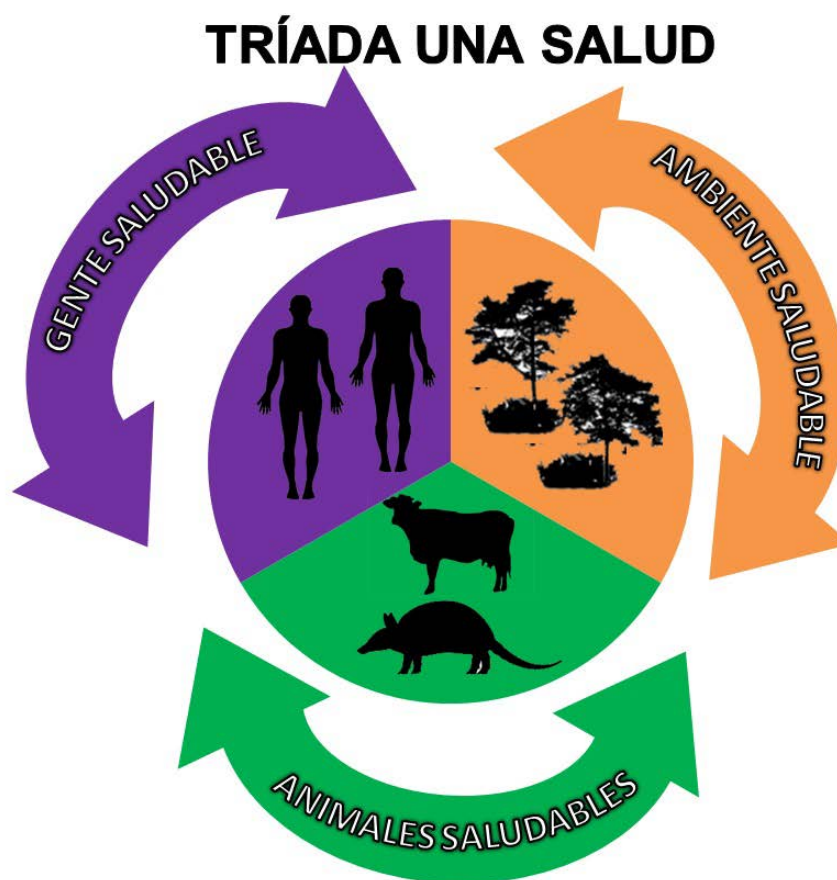 TRÍADA UNA SALUD
GENTE SALUDABLE
AMBIENTE SALUDABLE
ANIMALES SALUDABLES